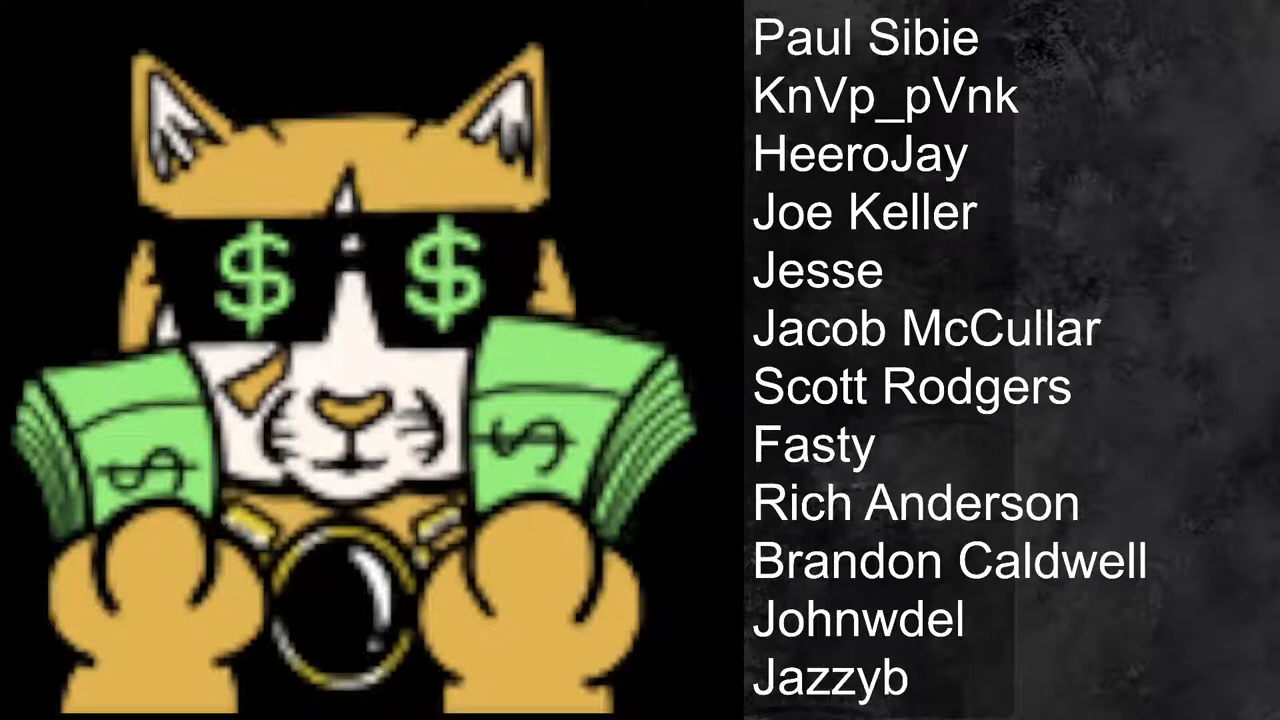 $ $
$ $
Paul Sibie
KnVp_pVnk
HeeroJay
Joe Keller
Jesse
Jacob McCullar
Scott Rodgers
Fasty
Rich Anderson
Brandon Caldwell
Johnwdel
Jazzyb